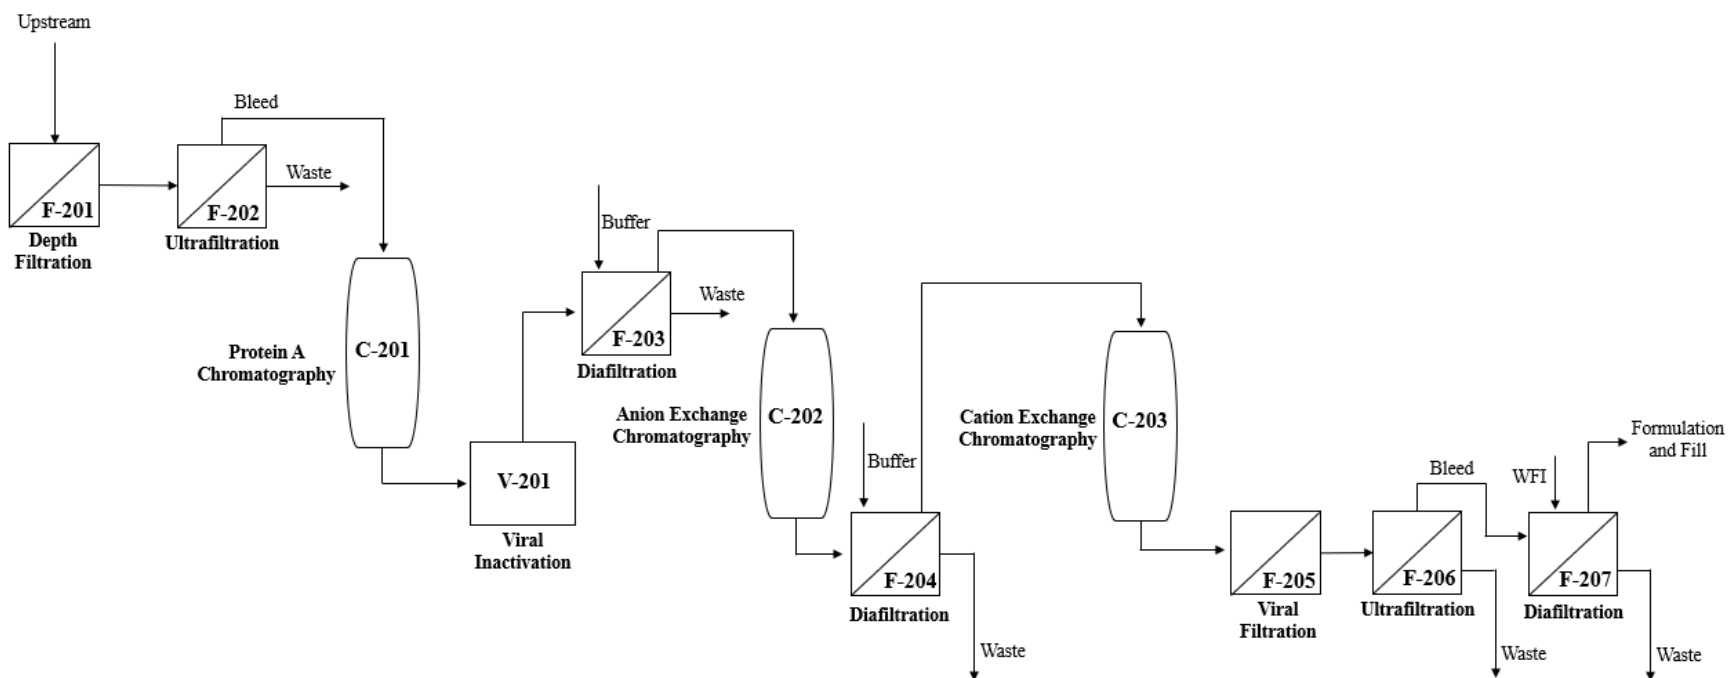 Upstream
Bleed
Waste
F-201
F-202
Depth
Filtration
Ultrafiltration
Buffer
Waste
F-203
Diafiltration
Protein A
Chromatography
C-201
V-201
Viral
Inactivation
Anion Exchange
Chromatography
C-202
Buffer
F-204
Diafiltration
Waste
Cation Exchange
Chromatography
C-203
F-205
Viral
Filtration
Bleed
F-206
Ultrafiltration
Waste
WFI
Formulation
and Fill
F-207
Diafiltration
Waste